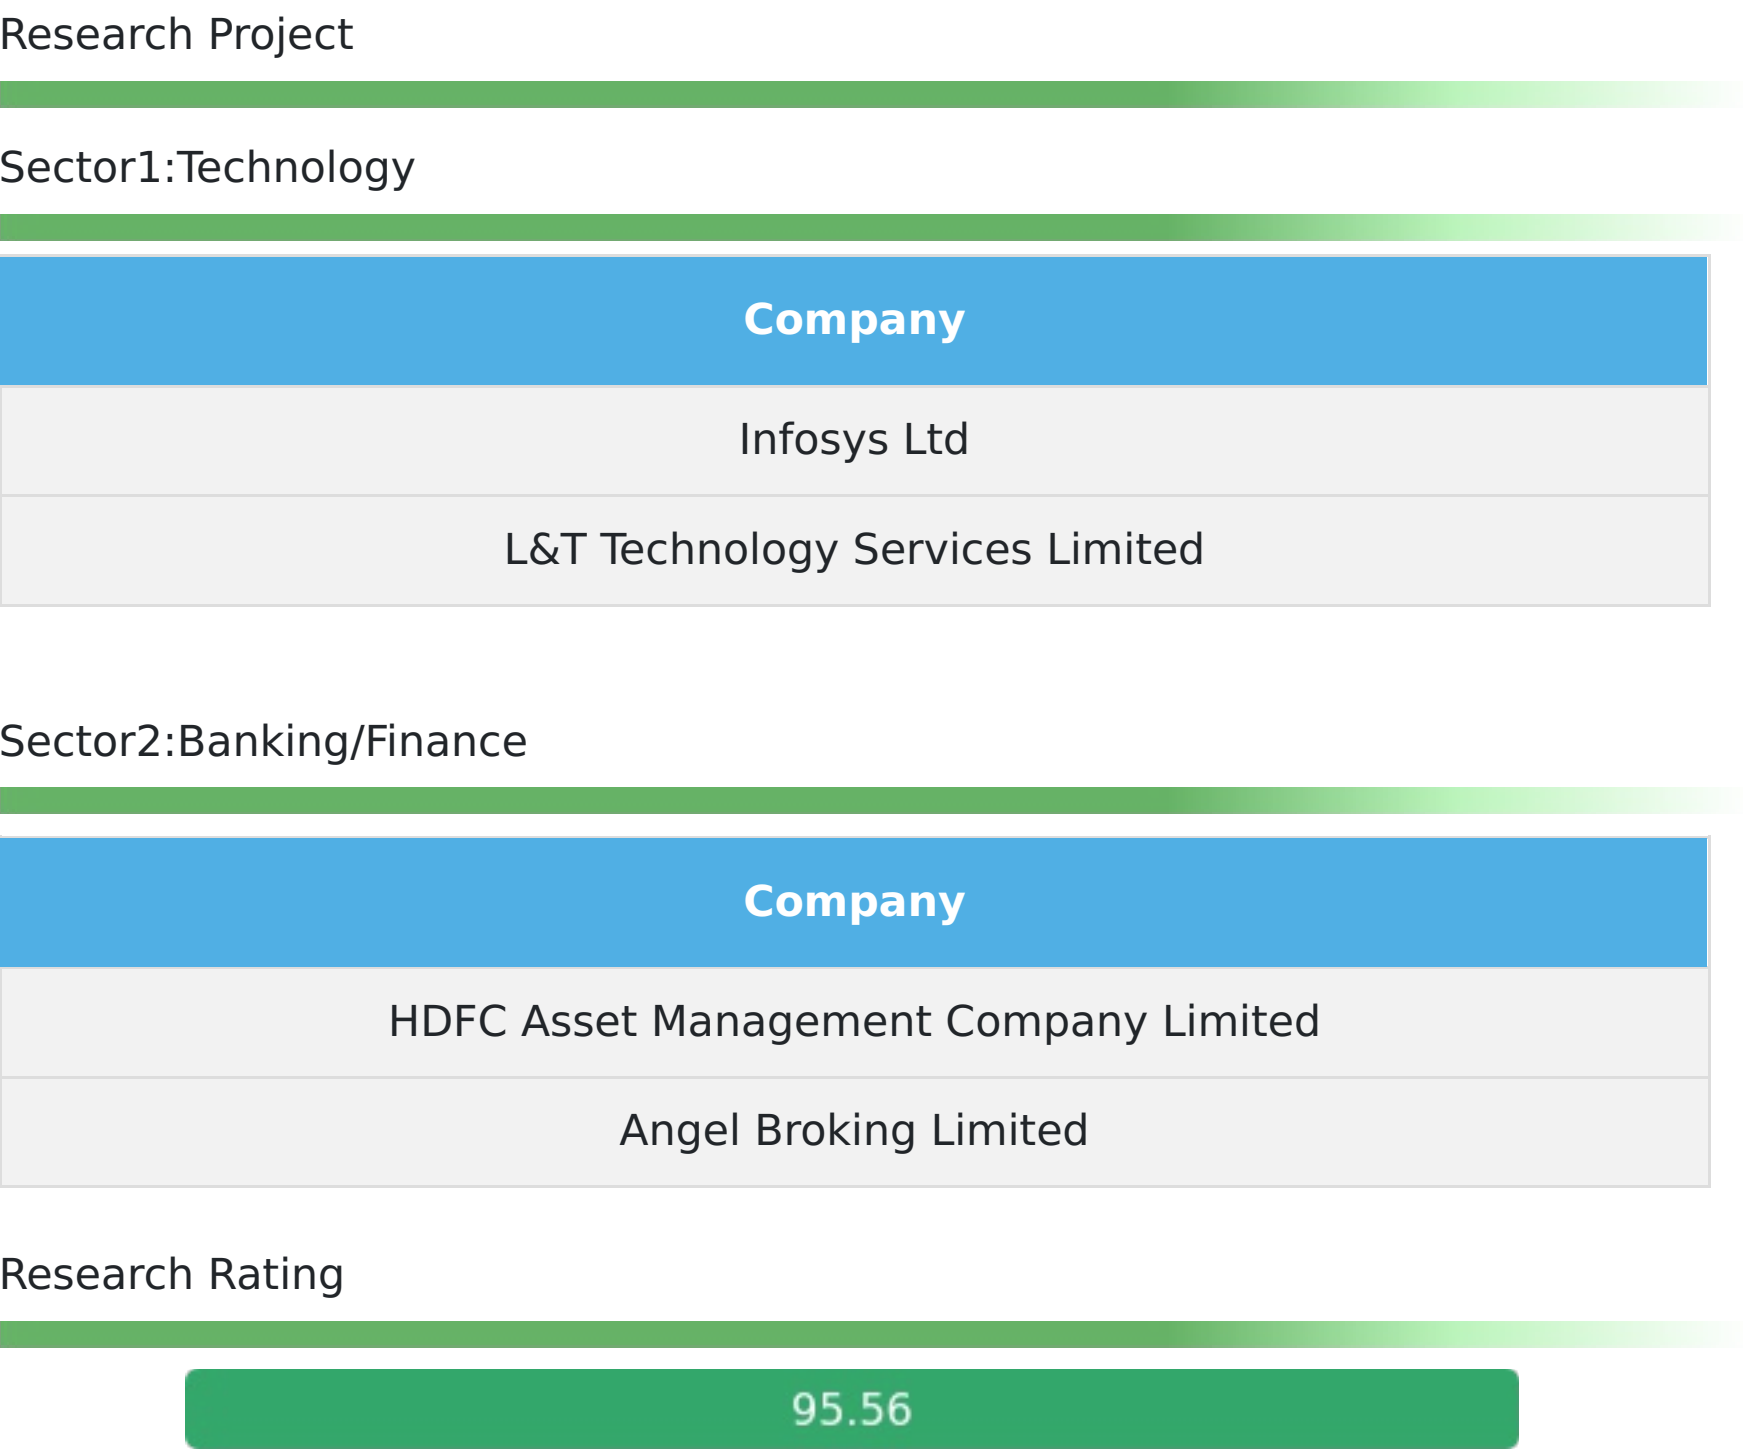 Research Project
Sector1:Technology
Company
Infosys Ltd
L&T Technology Services Limited
Sector2:Banking/Finance
Company
HDFC Asset Management Company Limited
Angel Broking Limited
Research Rating
95.56